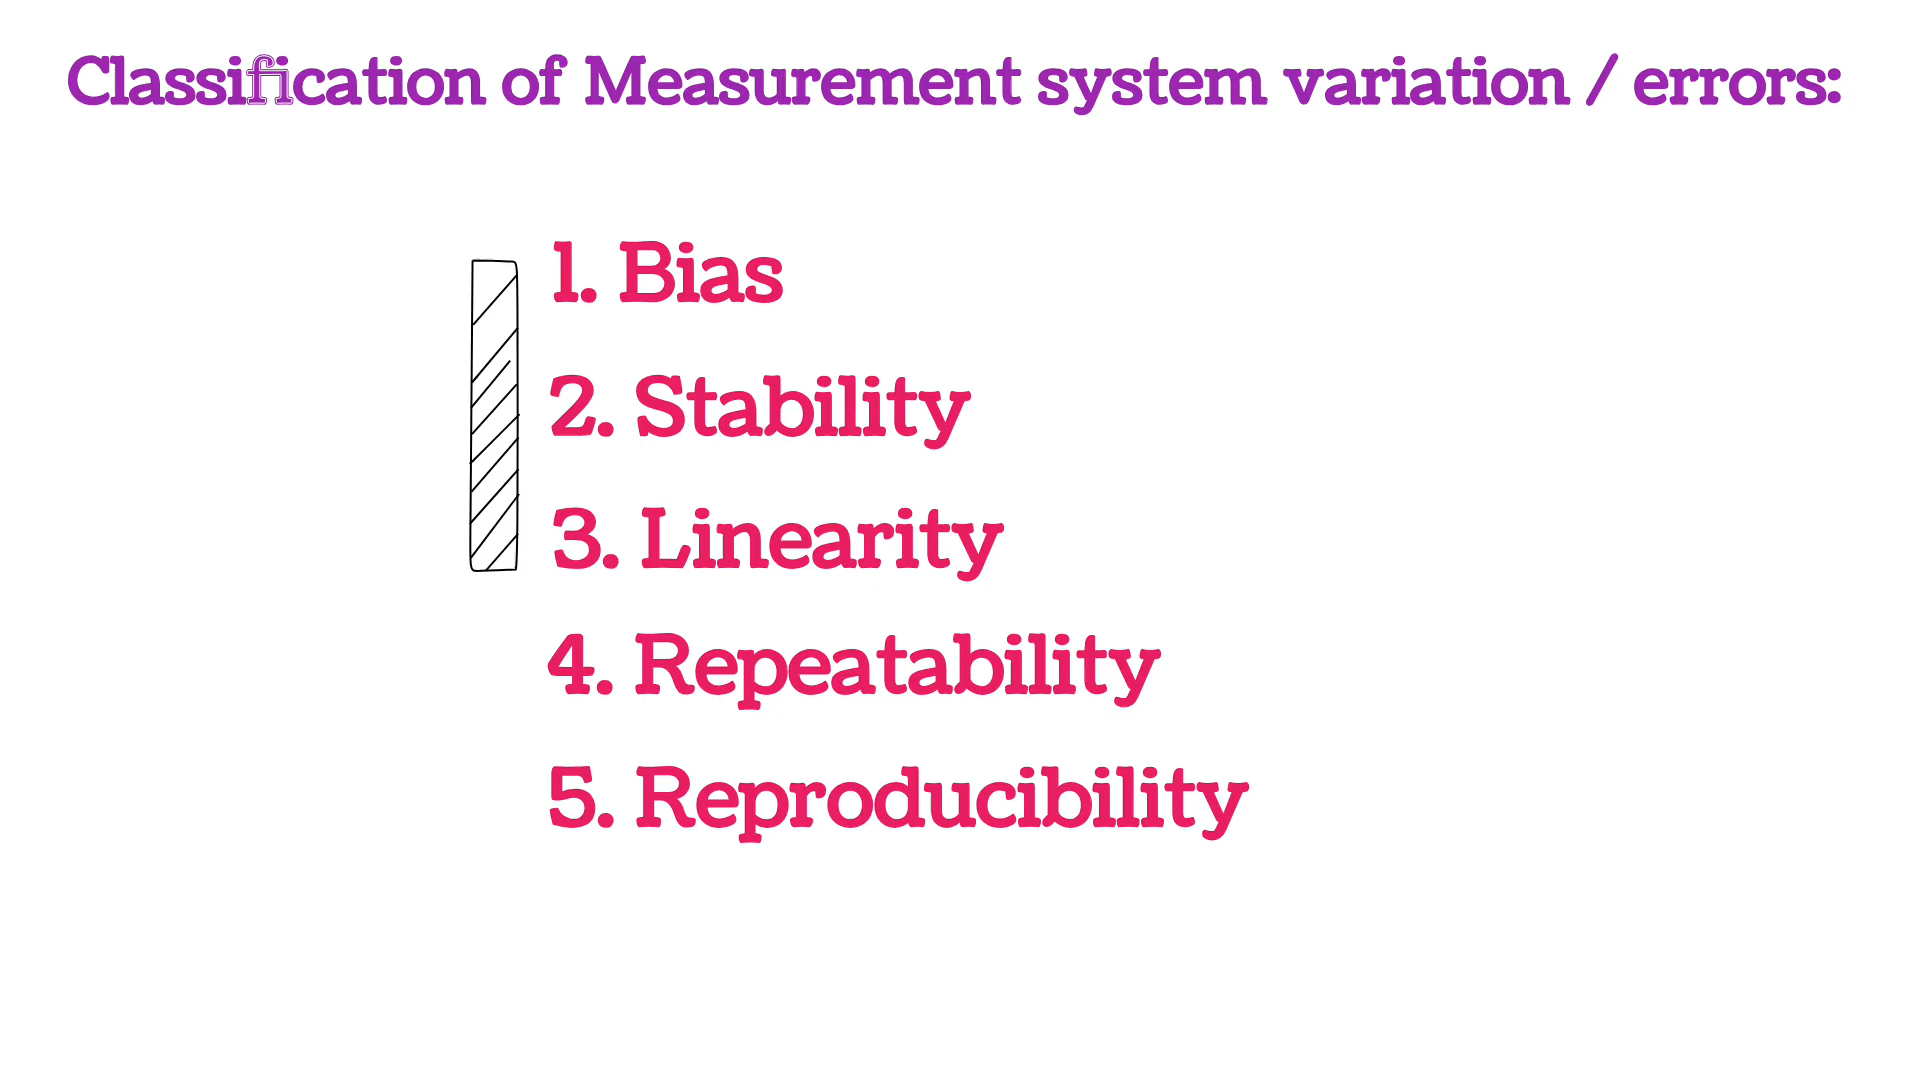 Classification of Measurement system variation / errors:
1. Bias
2. Stability
3. Linearity
4. Repeatability
5. Reproducibility